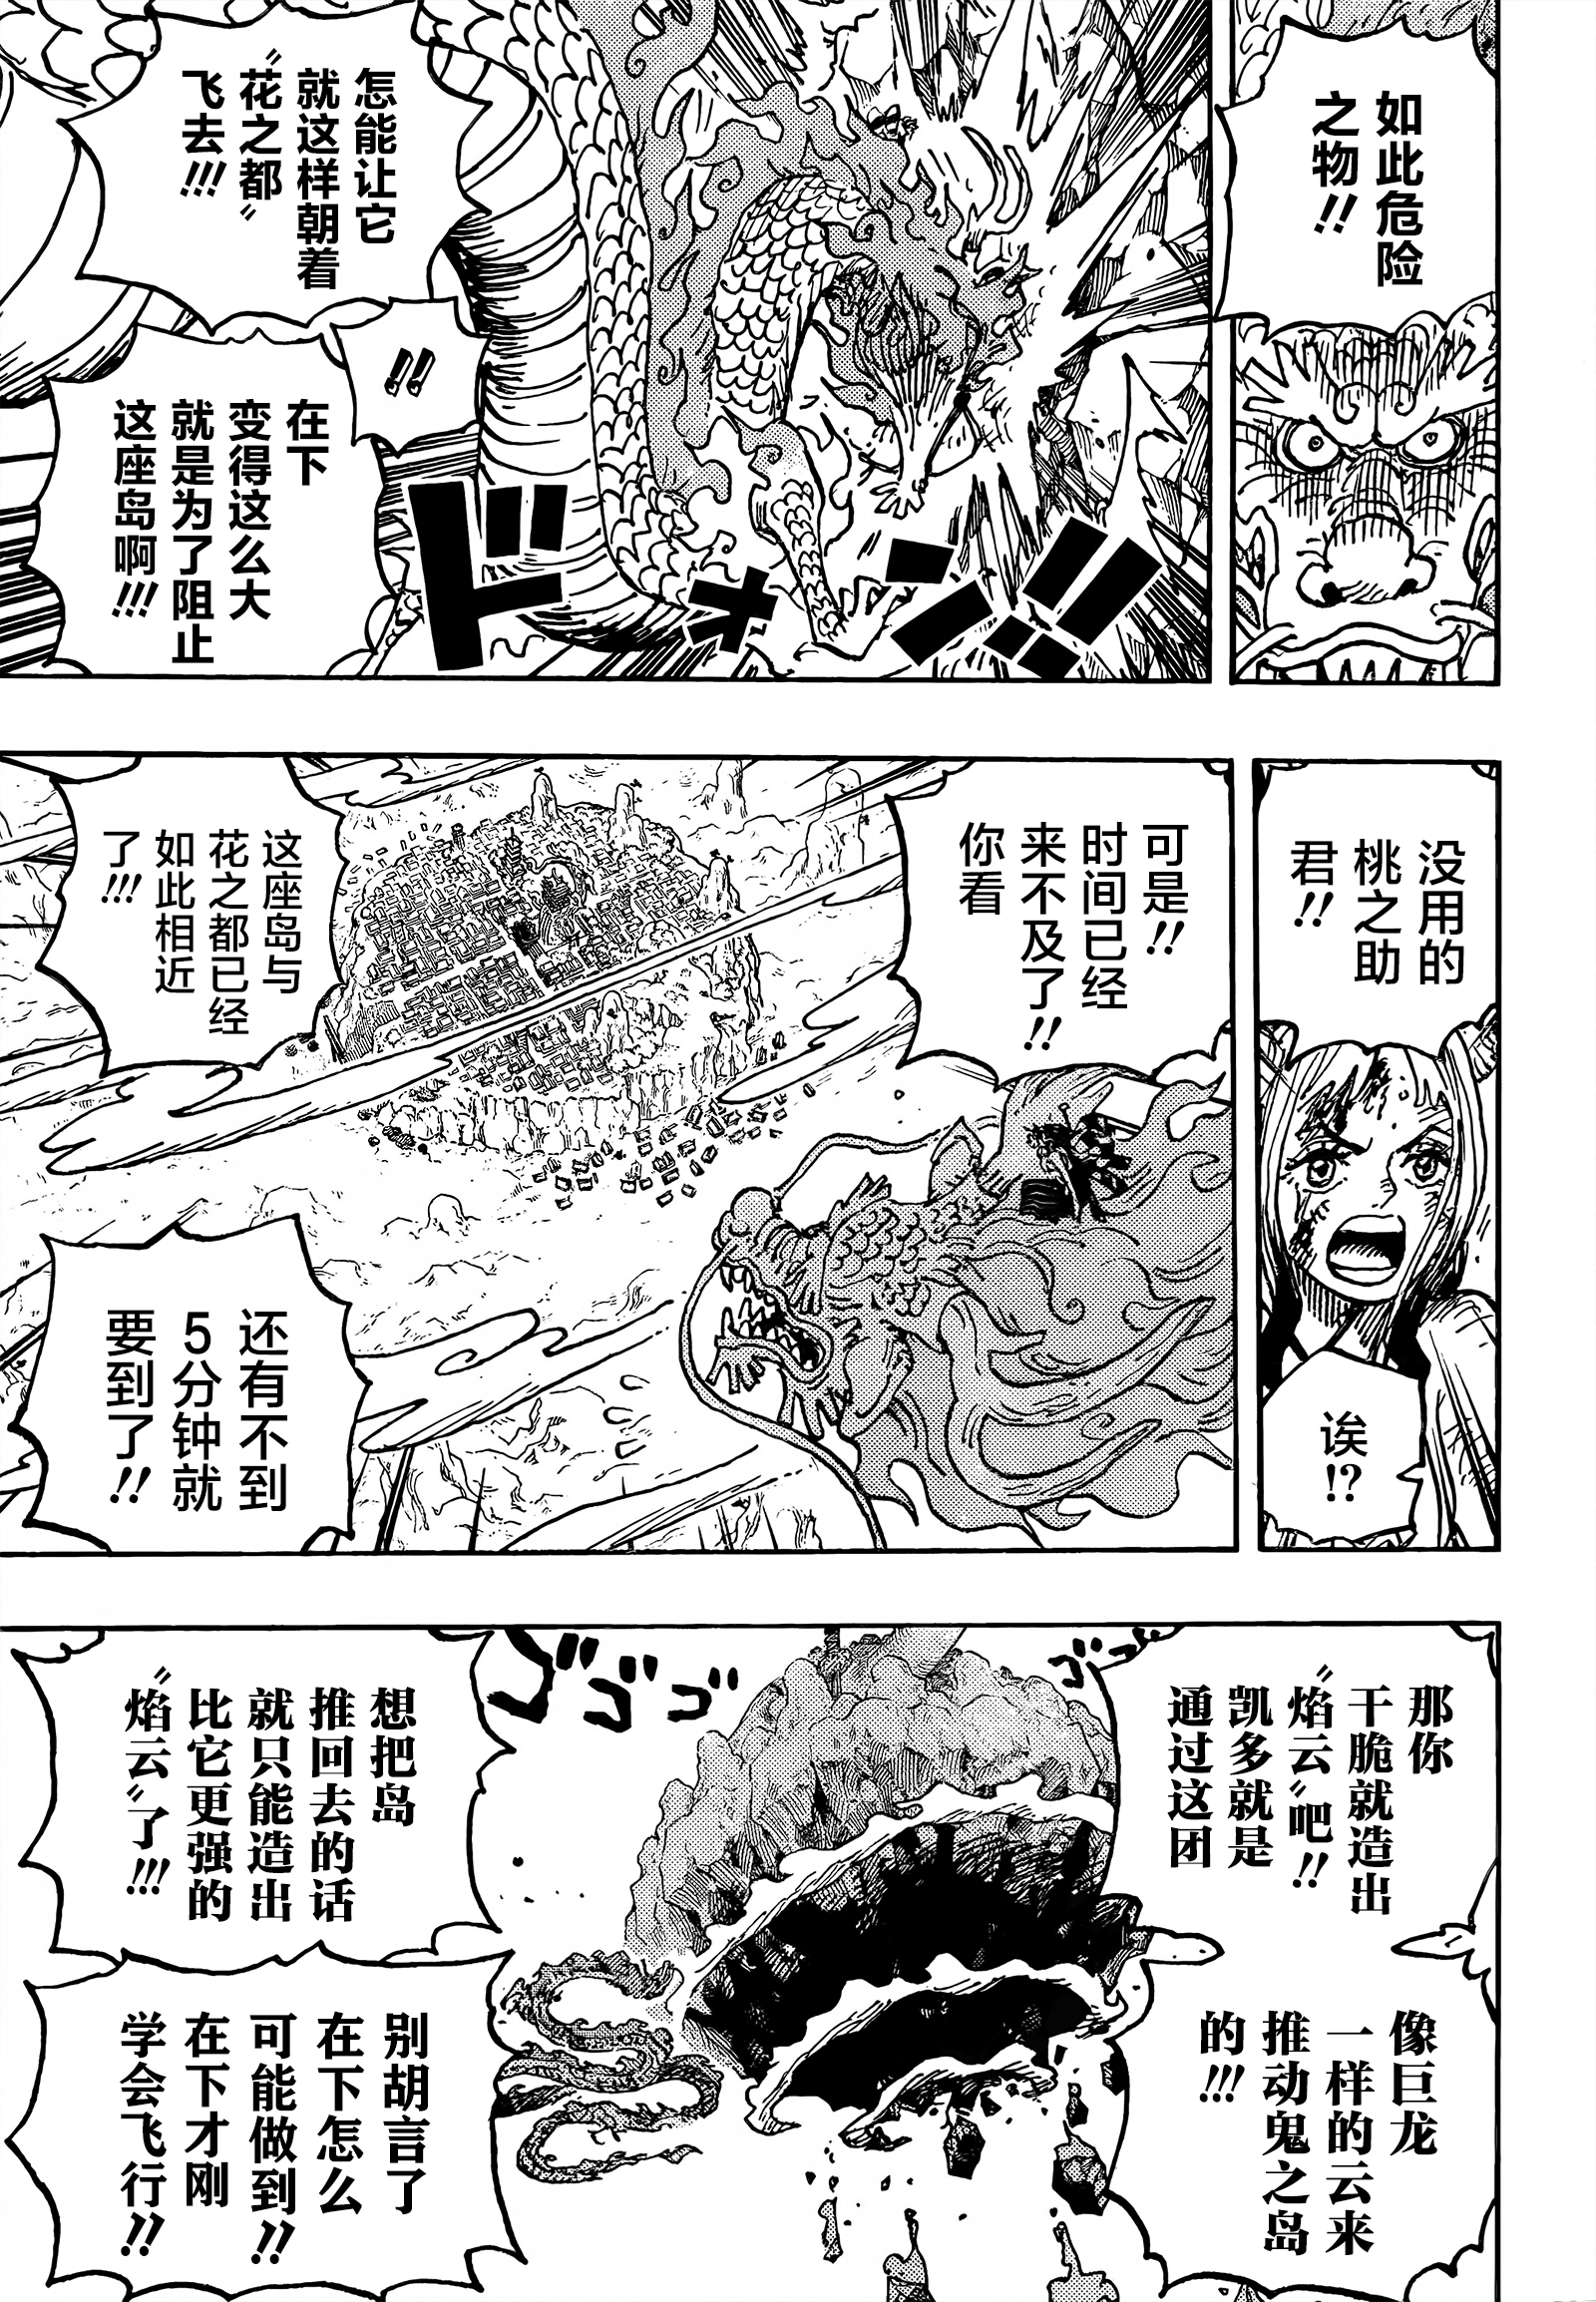 如此危险
之物!!
怎能让它
就这样朝着
〝花之都〟
飞去!!!
!!
在下
变得这么大
就是为了阻止
这座岛啊!!!
ドォ…!!
没用的
桃之助
君!!
诶!?
可是!!
时间已经
来不及了!!
你看
这座岛与
花之都已经
如此相近
了!!!
还有不到
5分钟就
要到了!!
那你
干脆就造出
〝焰云〟吧!!
凯多就是
通过这团
像巨龙
一样的云来
推动鬼之岛
的!!!
ゴゴ
ゴゴゴ
想把岛
推回去的话
就只能造出
比它更强的
〝焰云〟了!!!
别胡言了
在下怎么
可能做到!!
在下才刚
学会飞行!!